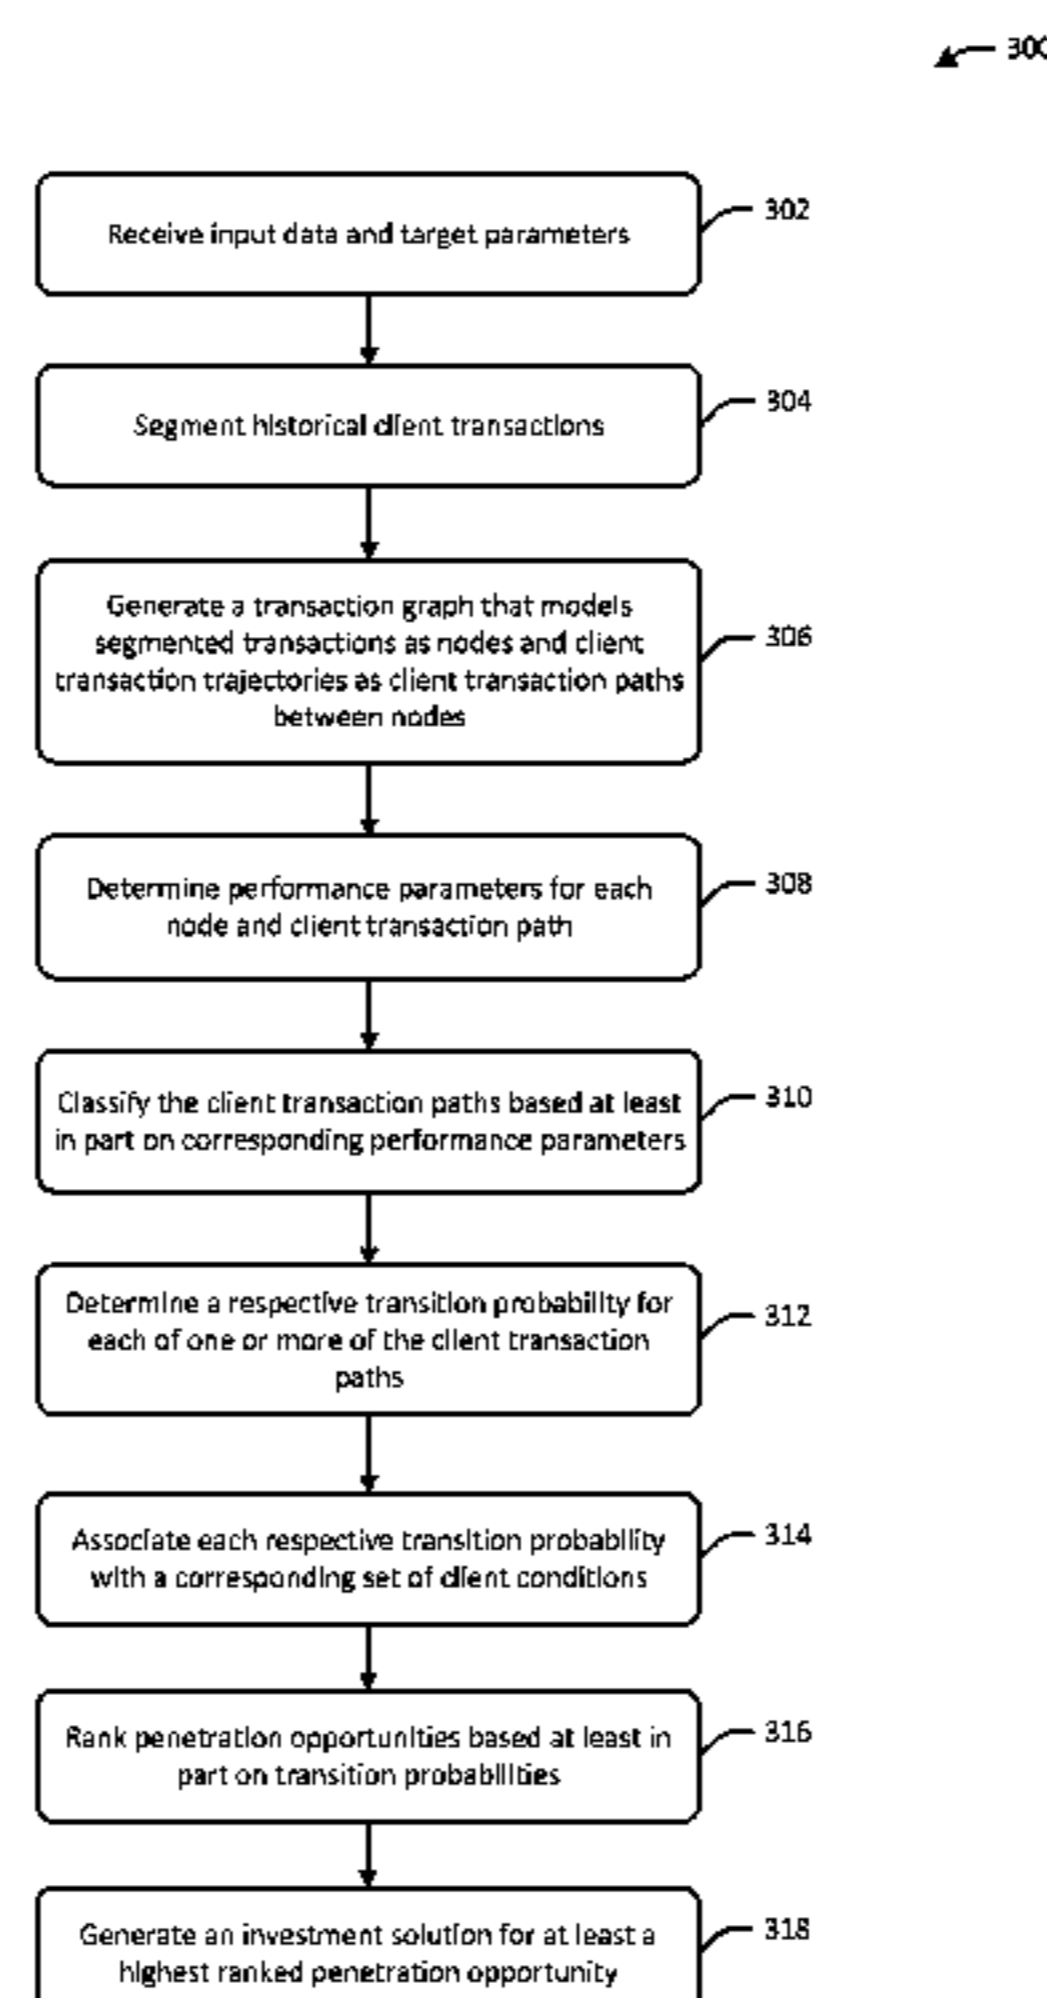 300
Receive input data and target parameters
302
Segment historical client transactions
304
Generate a transaction graph that models
segmented transactions as nodes and client
transaction trajectories as client transaction paths
between nodes
306
Determine performance parameters for each
node and client transaction path
308
Classify the client transaction paths based at least
in part on corresponding performance parameters
310
Determine a respective transition probability for
each of one or more of the client transaction
paths
312
Associate each respective transition probability
with a corresponding set of client conditions
314
Rank penetration opportunities based at least in
part on transition probabilities
316
Generate an investment solution for at least a
highest ranked penetration opportunity
318